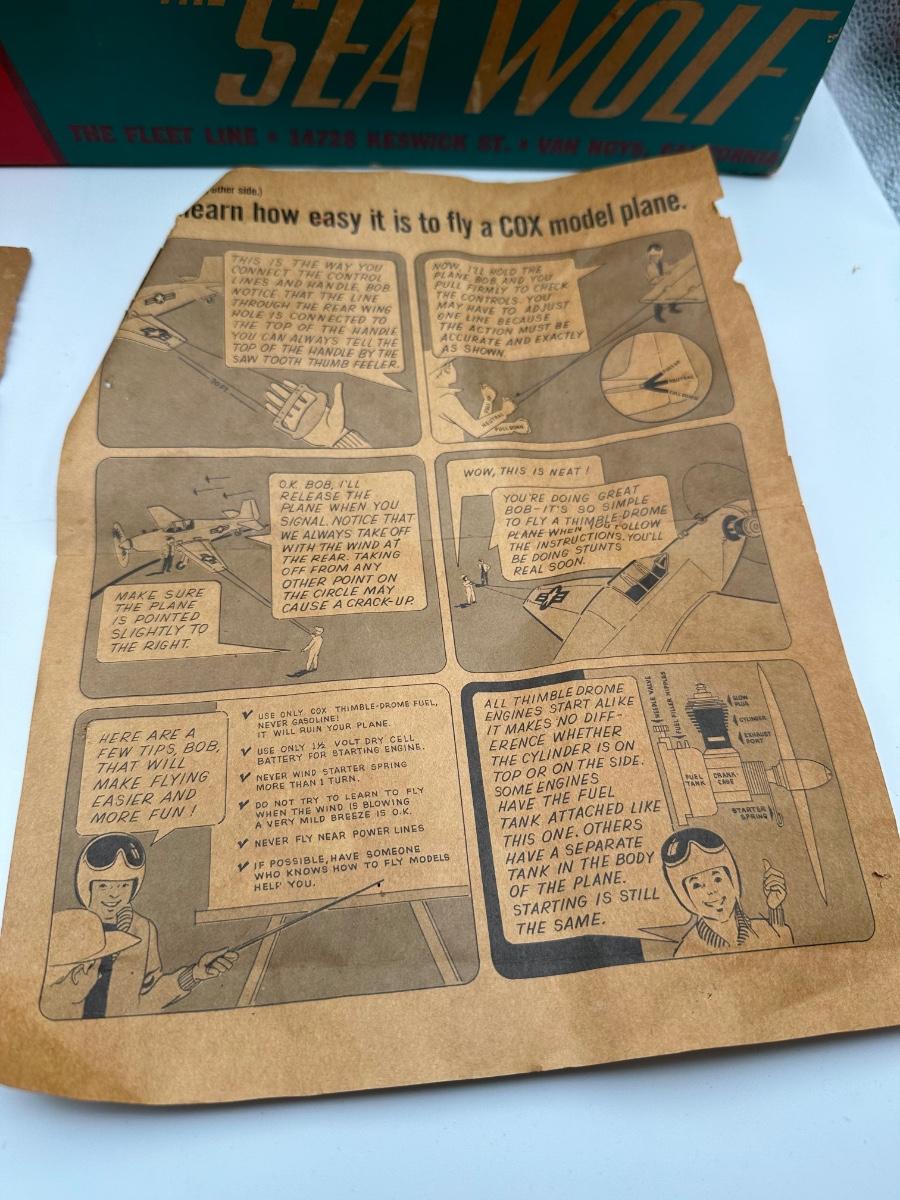 THE
SEA WOLF
THE FLEET LINE • 14728 KESWICK ST. • VAN NUYS, CALIFORNIA
other side.)
learn how easy it is to fly a COX model plane.
THIS IS THE WAY YOU
CONNECT THE CONTROL
LINES AND HANDLE, BOB.
NOTICE THAT THE LINE
THROUGH THE REAR WING
HOLE IS CONNECTED TO
THE TOP OF THE HANDLE
YOU CAN ALWAYS TELL THE
TOP OF THE HANDLE BY THE
SAW TOOTH THUMB FEELER.
NOW, I'LL HOLD THE
PLANE, BOB, AND YOU
PULL FIRMLY TO CHECK
THE CONTROLS. YOU
MAY HAVE TO ADJUST
ONE LINE BECAUSE
THE ACTION MUST BE
ACCURATE AND EXACTLY
AS SHOWN.
NEUTRAL
PULL DOWN
NEUTRAL
O.K. BOB, I'LL
RELEASE THE
PLANE WHEN YOU
SIGNAL. NOTICE THAT
WE ALWAYS TAKE OFF
WITH THE WIND AT
THE REAR. TAKING
OFF FROM ANY
OTHER POINT ON
THE CIRCLE MAY
CAUSE A CRACK-UP.
MAKE SURE
THE PLANE
IS POINTED
SLIGHTLY TO
THE RIGHT.
WOW, THIS IS NEAT!
YOU'RE DOING GREAT
BOB - IT'S SO SIMPLE
TO FLY A THIMBLE-DROME
PLANE WHEN YOU FOLLOW
THE INSTRUCTIONS. YOU'LL
BE DOING STUNTS
REAL SOON.
HERE ARE A
FEW TIPS, BOB,
THAT WILL
MAKE FLYING
EASIER AND
MORE FUN!
✓ USE ONLY COX THIMBLE-DROME FUEL,
NEVER GASOLINE!
IT WILL RUIN YOUR PLANE.
✓ USE ONLY 1½ VOLT DRY CELL
BATTERY FOR STARTING ENGINE.
✓ NEVER WIND STARTER SPRING
MORE THAN 1 TURN.
✓ DO NOT TRY TO LEARN TO FLY
WHEN THE WIND IS BLOWING
A VERY MILD BREEZE IS O.K.
✓ NEVER FLY NEAR POWER LINES
✓ IF POSSIBLE, HAVE SOMEONE
WHO KNOWS HOW TO FLY MODELS
HELP YOU.
ALL THIMBLE DROME
ENGINES START ALIKE
IT MAKES NO DIFF-
ERENCE WHETHER
THE CYLINDER IS ON
TOP OR ON THE SIDE.
SOME ENGINES
HAVE THE FUEL
TANK ATTACHED LIKE
THIS ONE. OTHERS
HAVE A SEPARATE
TANK IN THE BODY
OF THE PLANE.
STARTING IS STILL
THE SAME.
NEEDLE VALVE
FUEL FILLER NIPPLES
GLOW
PLUG
CYLINDER
EXHAUST
PORT
FUEL
TANK
CRANK-
CASE
STARTER
SPRING